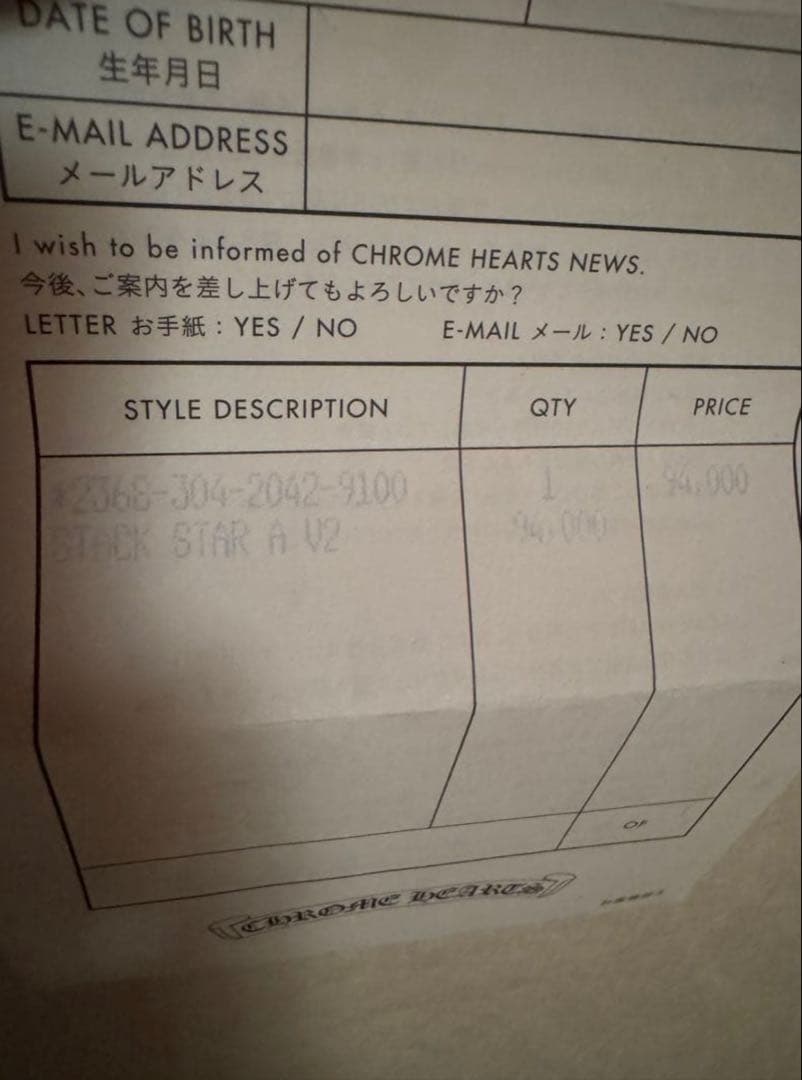 DATE OF BIRTH
生年月日
E-MAIL ADDRESS
メールアドレス
I wish to be informed of CHROME HEARTS NEWS.
今後、ご案内を差し上げてもよろしいですか？
LETTER お手紙 : YES / NO E-MAIL メール : YES / NO
STYLE DESCRIPTION QTY PRICE
*2368-304-2042-9100 1 94,000
STACK STAR A V2 94,000
OF
CHROME HEARTS